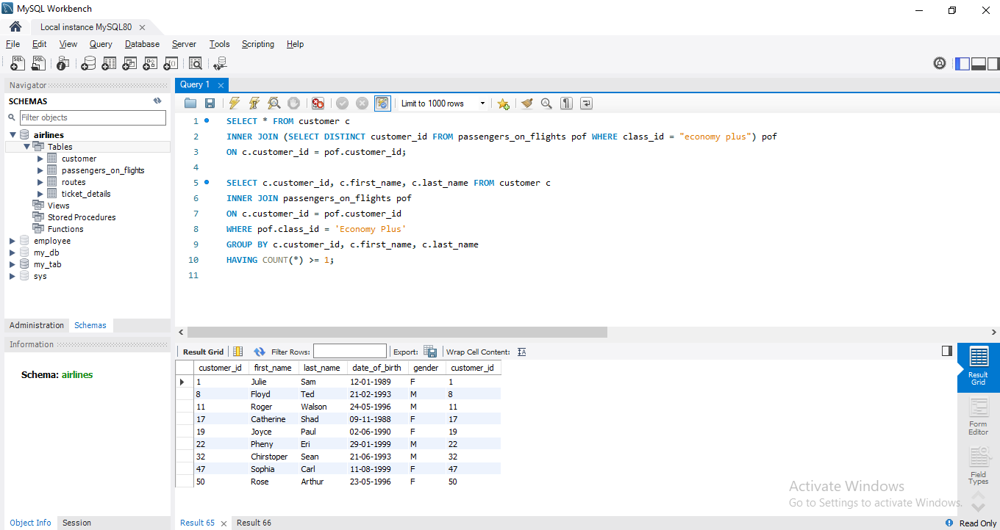 MySQL Workbench
Local instance MySQL80
File Edit View Query Database Server Tools Scripting Help
Navigator
SCHEMAS
Filter objects
airlines
Tables
customer
passengers_on_flights
routes
ticket_details
Views
Stored Procedures
Functions
employee
my_db
my_tab
sys
Administration Schemas
Information
Schema: airlines
Object Info Session
Query 1
Limit to 1000 rows
1 SELECT * FROM customer c
2 INNER JOIN (SELECT DISTINCT customer_id FROM passengers_on_flights pof WHERE class_id = "economy plus") pof
3 ON c.customer_id = pof.customer_id;
4
5 SELECT c.customer_id, c.first_name, c.last_name FROM customer c
6 INNER JOIN passengers_on_flights pof
7 ON c.customer_id = pof.customer_id
8 WHERE pof.class_id = 'Economy Plus'
9 GROUP BY c.customer_id, c.first_name, c.last_name
10 HAVING COUNT(*) >= 1;
11
Result Grid Filter Rows: Export: Wrap Cell Content:
customer_id first_name last_name date_of_birth gender customer_id
1 Julie Sam 12-01-1989 F 1
8 Floyd Ted 21-02-1993 M 8
11 Roger Walson 24-05-1996 M 11
17 Catherine Shad 09-11-1988 F 17
19 Joyce Paul 02-06-1990 F 19
22 Pheny Eri 29-01-1999 M 22
32 Chirstoper Sean 21-06-1993 M 32
47 Sophia Carl 11-08-1999 F 47
50 Rose Arthur 23-05-1996 F 50
Result
Grid
Form
Editor
Field
Types
Activate Windows
Go to Settings to activate Windows.
Result 65 Result 66
Read Only